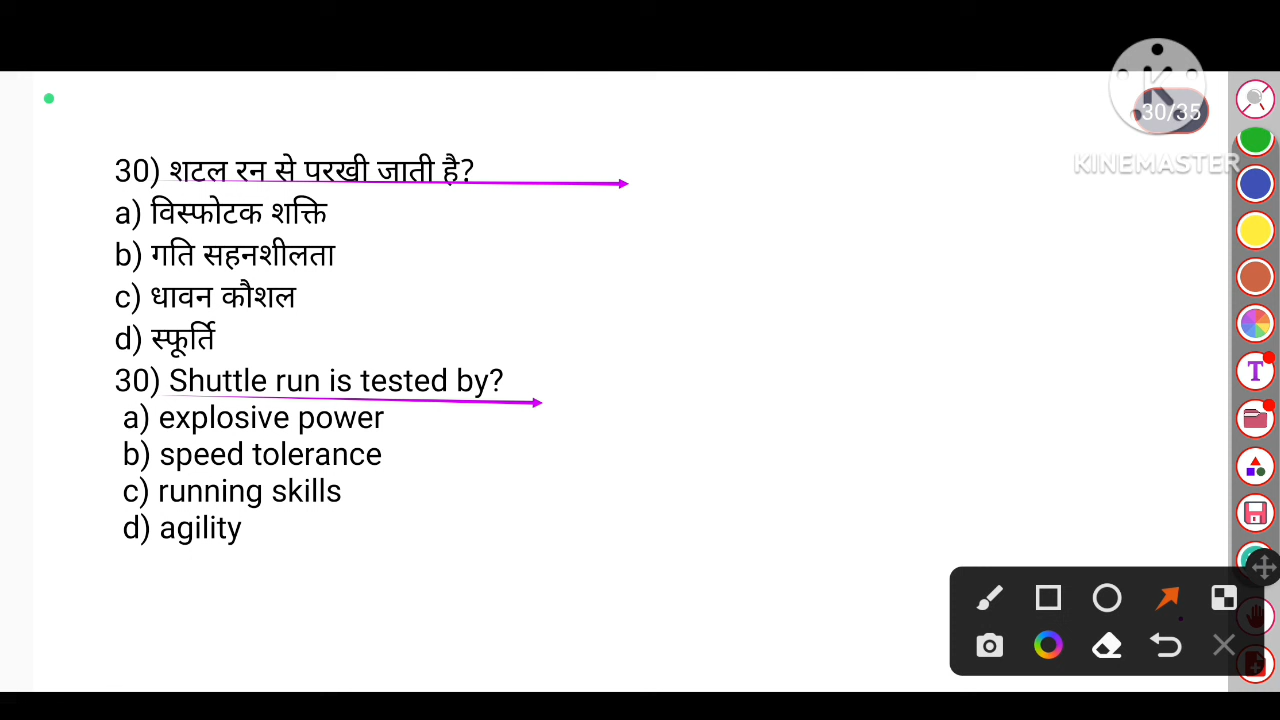 30/35
KINEMASTER
30) शटल रन से परखी जाती है?
a) विस्फोटक शक्ति
b) गति सहनशीलता
c) धावन कौशल
d) स्फूर्ति
30) Shuttle run is tested by?
a) explosive power
b) speed tolerance
c) running skills
d) agility
T